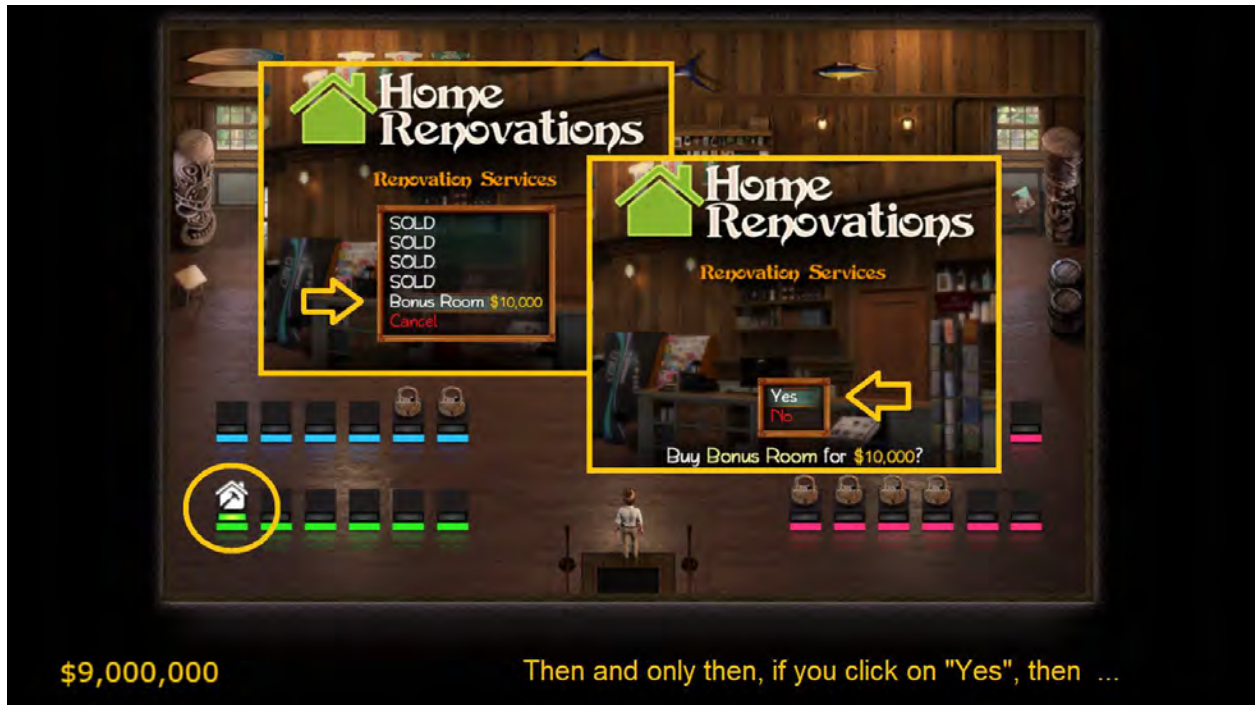 Home
Renovations
Renovation Services
SOLD
SOLD
SOLD
SOLD
Bonus Room $10,000
Cancel
Home
Renovations
Renovation Services
Yes
No
Buy Bonus Room for $10,000?
$9,000,000
Then and only then, if you click on "Yes", then ...